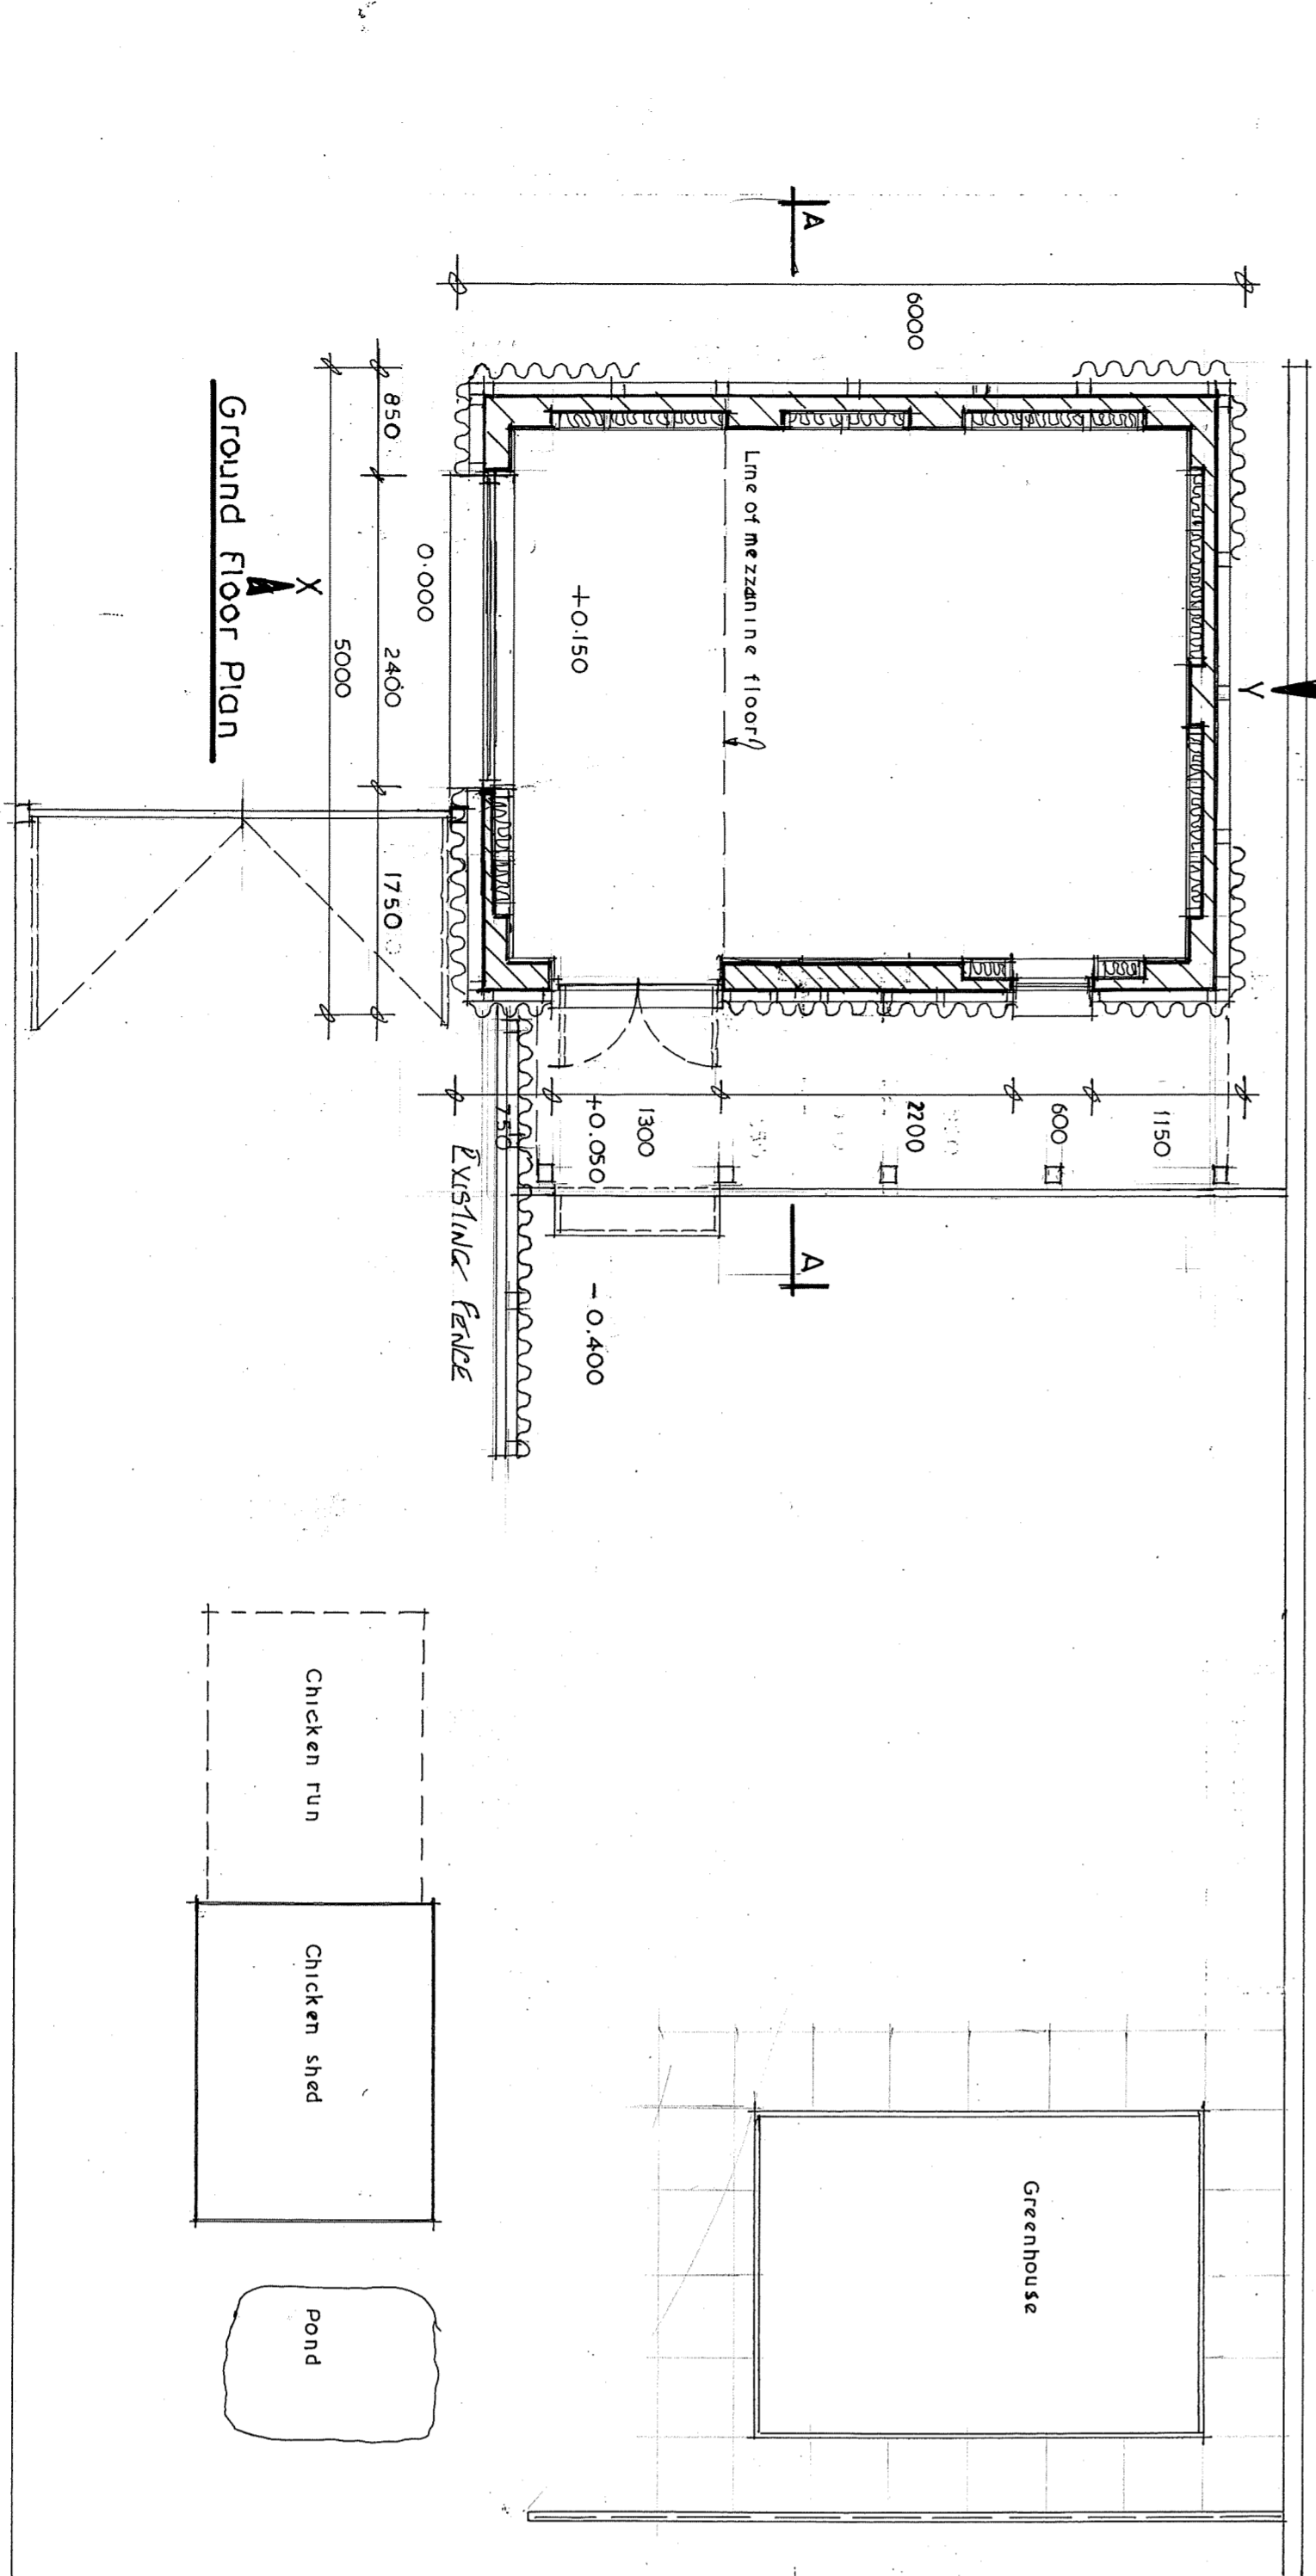 Y
A
6000
Line of mezzanine floor
+0.150
0.000
850
2400
1750
5000
X
Ground floor Plan
1150
600
2200
1300
+0.050
750
A
-0.400
EXISTING FENCE
Greenhouse
Chicken run
Chicken shed
Pond